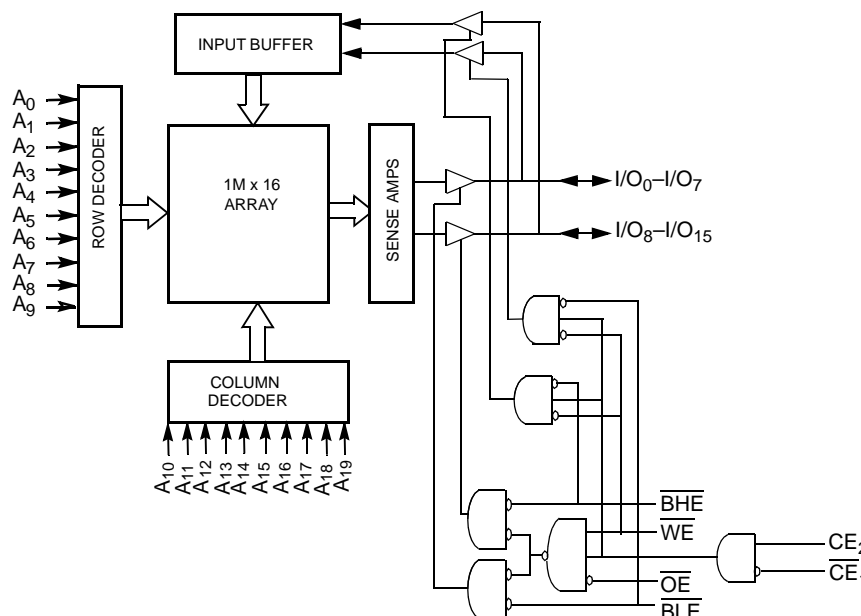 INPUT BUFFER
A0
A1
A2
A3
A4
A5
A6
A7
A8
A9
ROW DECODER
1M x 16
ARRAY
SENSE AMPS
I/O0–I/O7
I/O8–I/O15
COLUMN
DECODER
A10
A11
A12
A13
A14
A15
A16
A17
A18
A19
BHE
WE
CE2
CE
OE
BLE